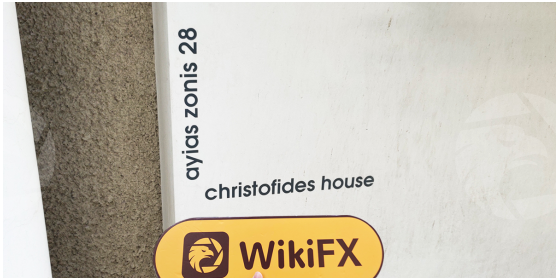 ayias zonis 28
christofides house
WikiFX